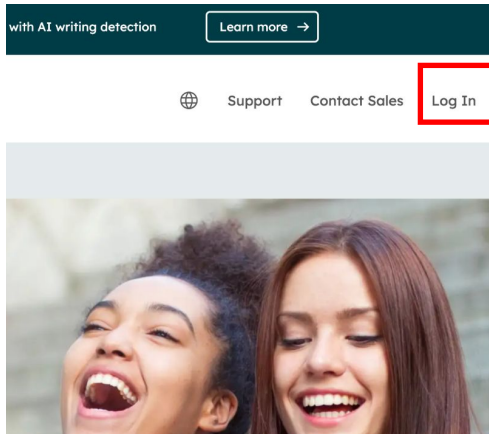 with AI writing detection
Learn more →
Support
Contact Sales
Log In